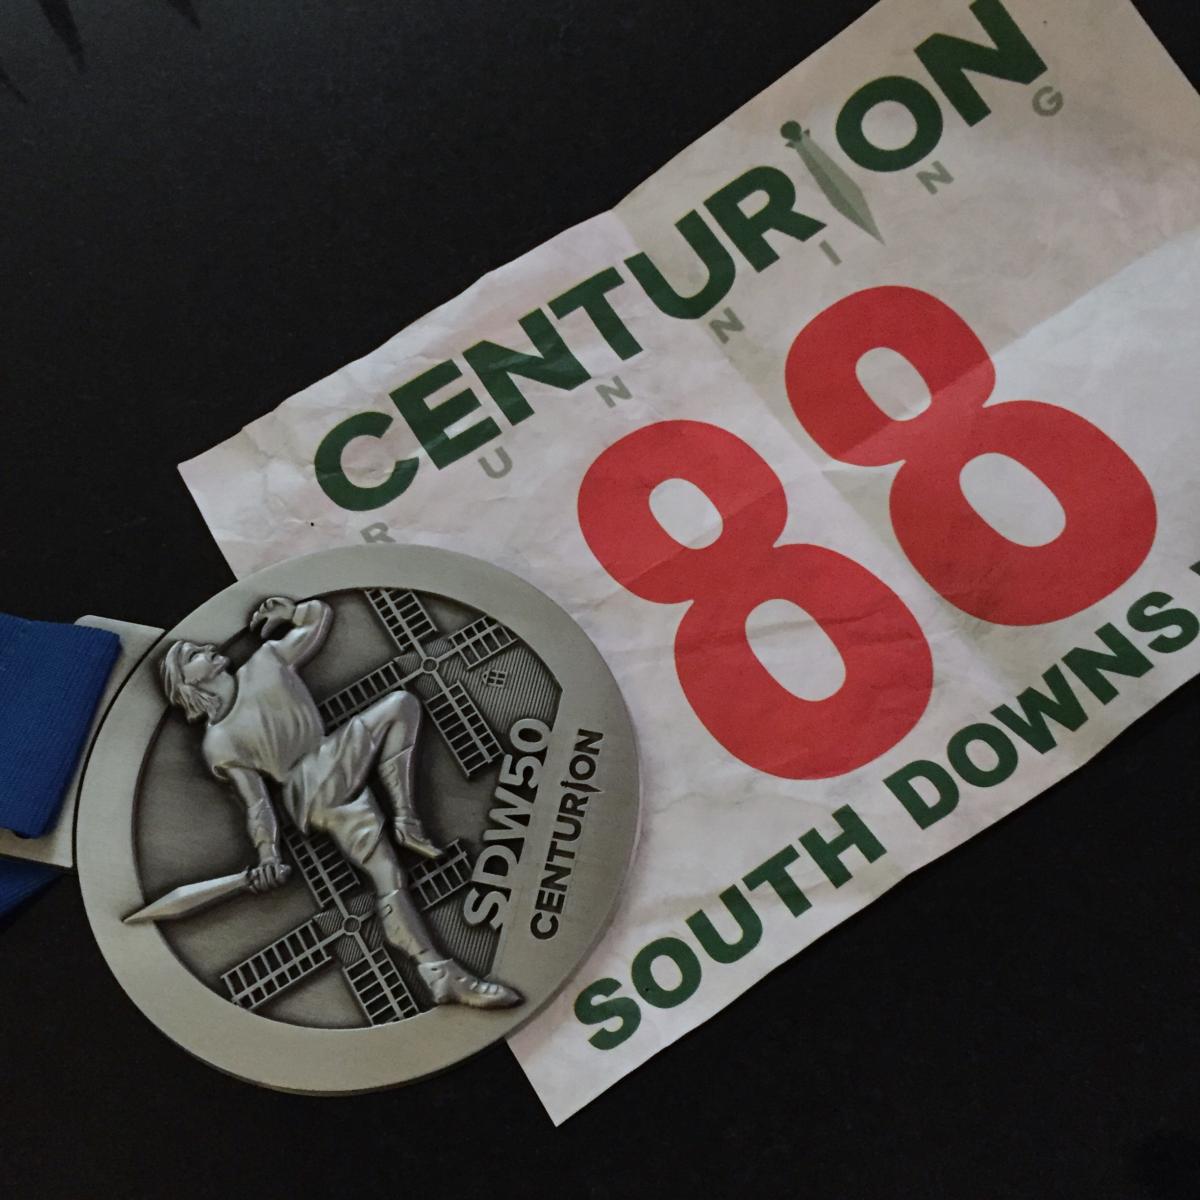 CENTURION
RUNNING
88
SOUTH DOWNS
SDW50
CENTURION